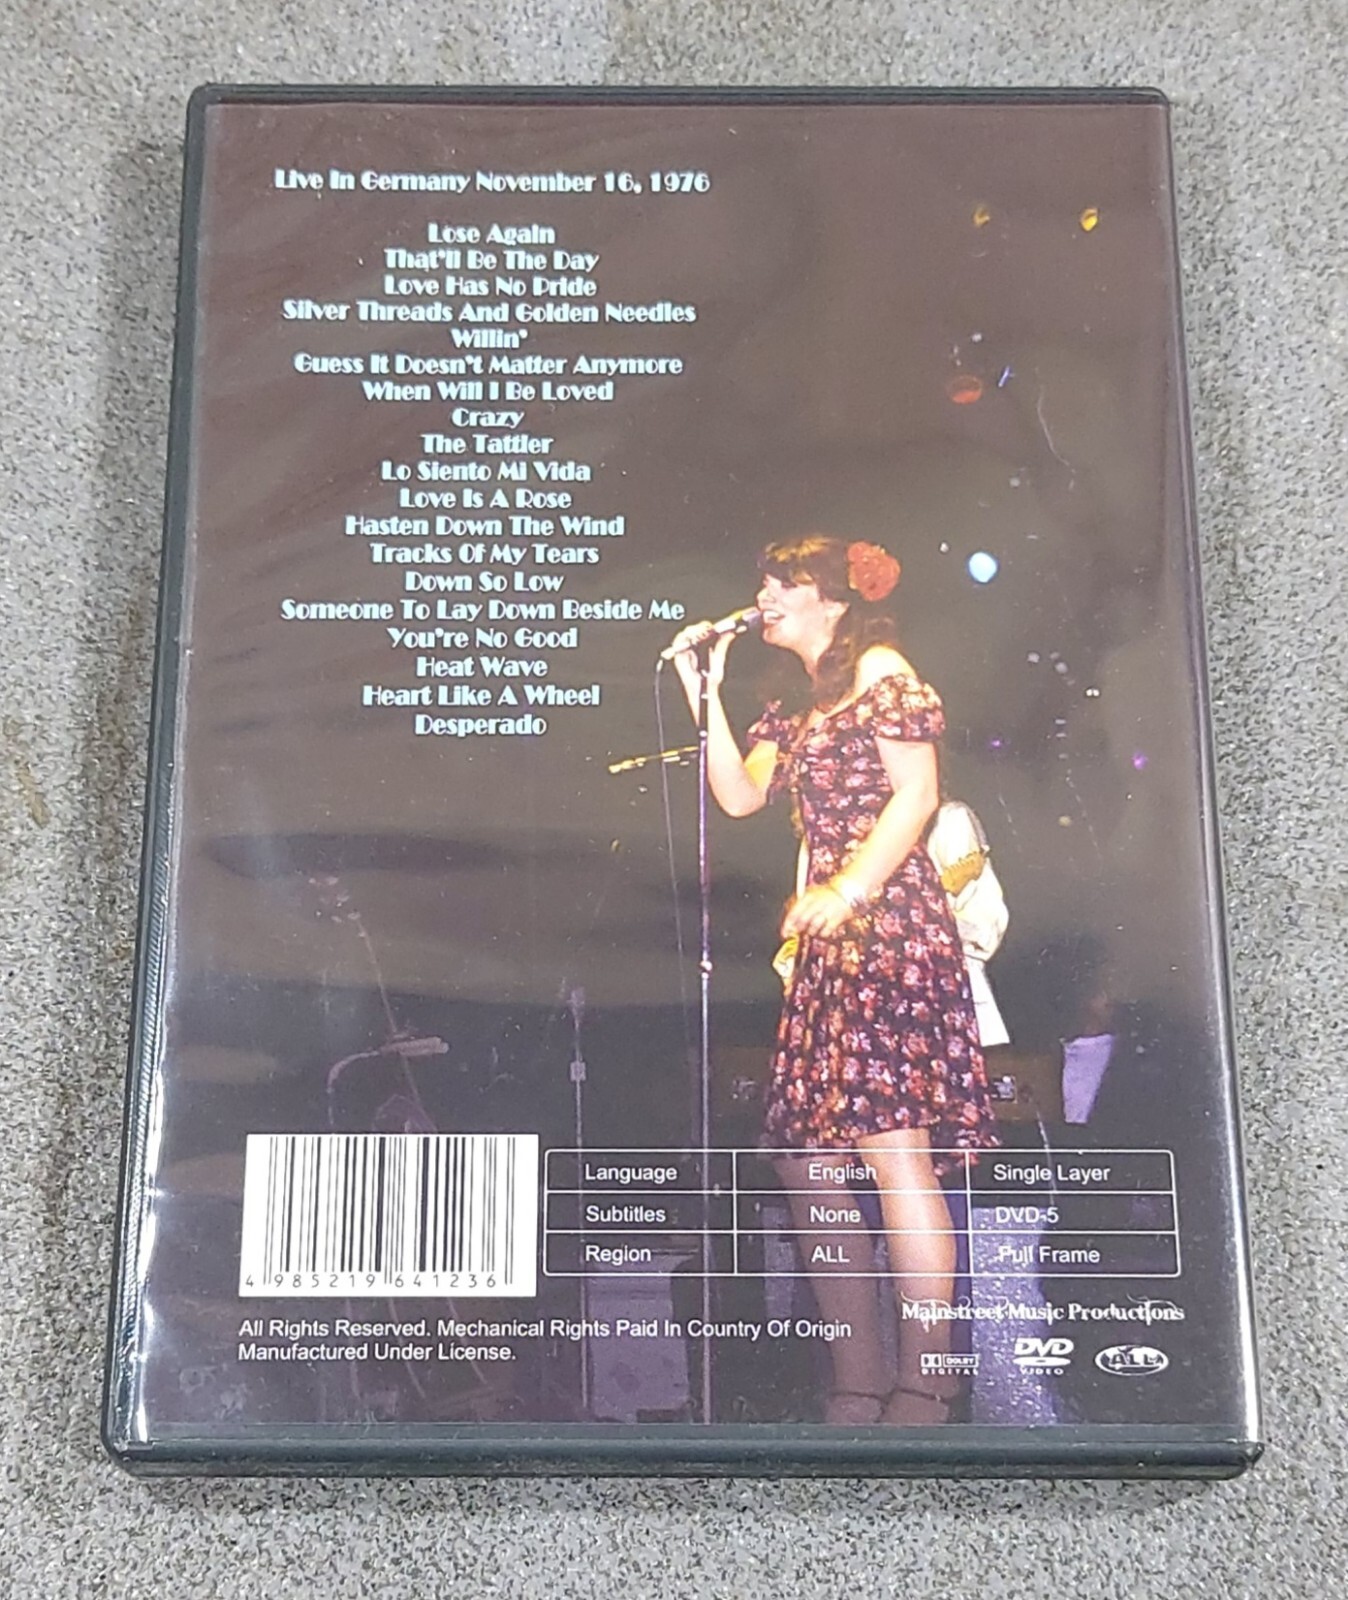 Live In Germany November 16, 1976
Lose Again
That'll Be The Day
Love Has No Pride
Silver Threads And Golden Needles
Willin'
Guess It Doesn't Matter Anymore
When Will I Be Loved
Crazy
The Tattler
Lo Siento Mi Vida
Love Is A Rose
Hasten Down The Wind
Tracks Of My Tears
Down So Low
Someone To Lay Down Beside Me
You're No Good
Heat Wave
Heart Like A Wheel
Desperado
Language English Single Layer
Subtitles None DVD-5
Region ALL Full Frame
4 985219 641236
Mainstreet Music Productions
All Rights Reserved. Mechanical Rights Paid In Country Of Origin
Manufactured Under License.
DOLBY DIGITAL
DVD VIDEO
ALL